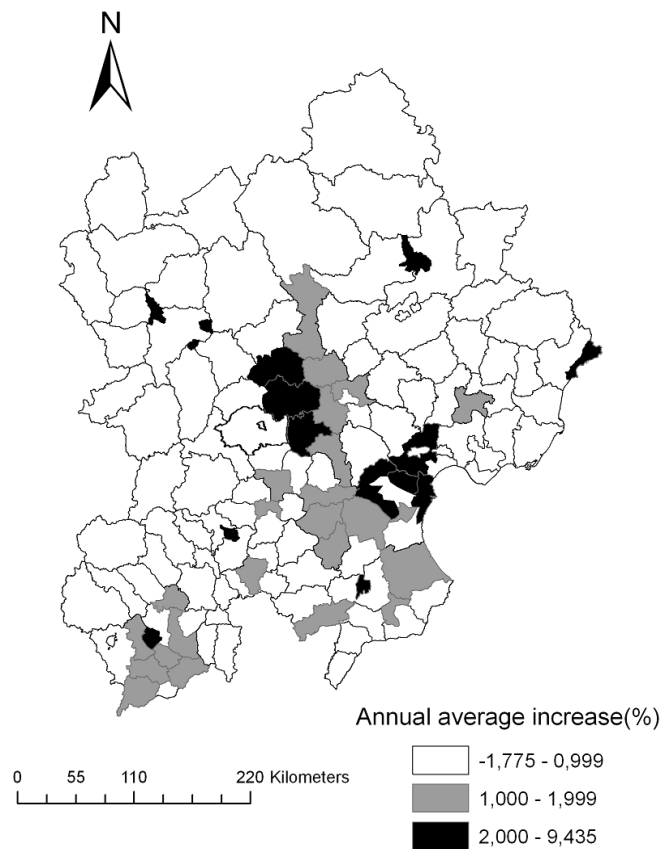 N
Annual average increase(%)
-1,775 - 0,999
1,000 - 1,999
2,000 - 9,435
0 55 110 220 Kilometers